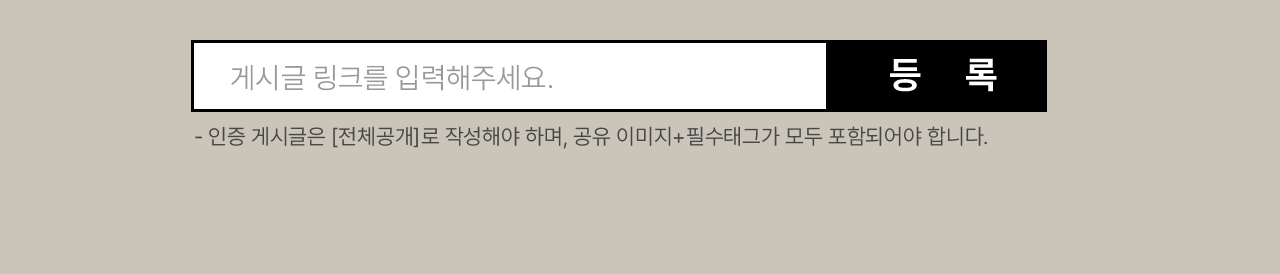 게시글 링크를 입력해주세요. 등 록
- 인증 게시글은 [전체공개]로 작성해야 하며, 공유 이미지+필수태그가 모두 포함되어야 합니다.